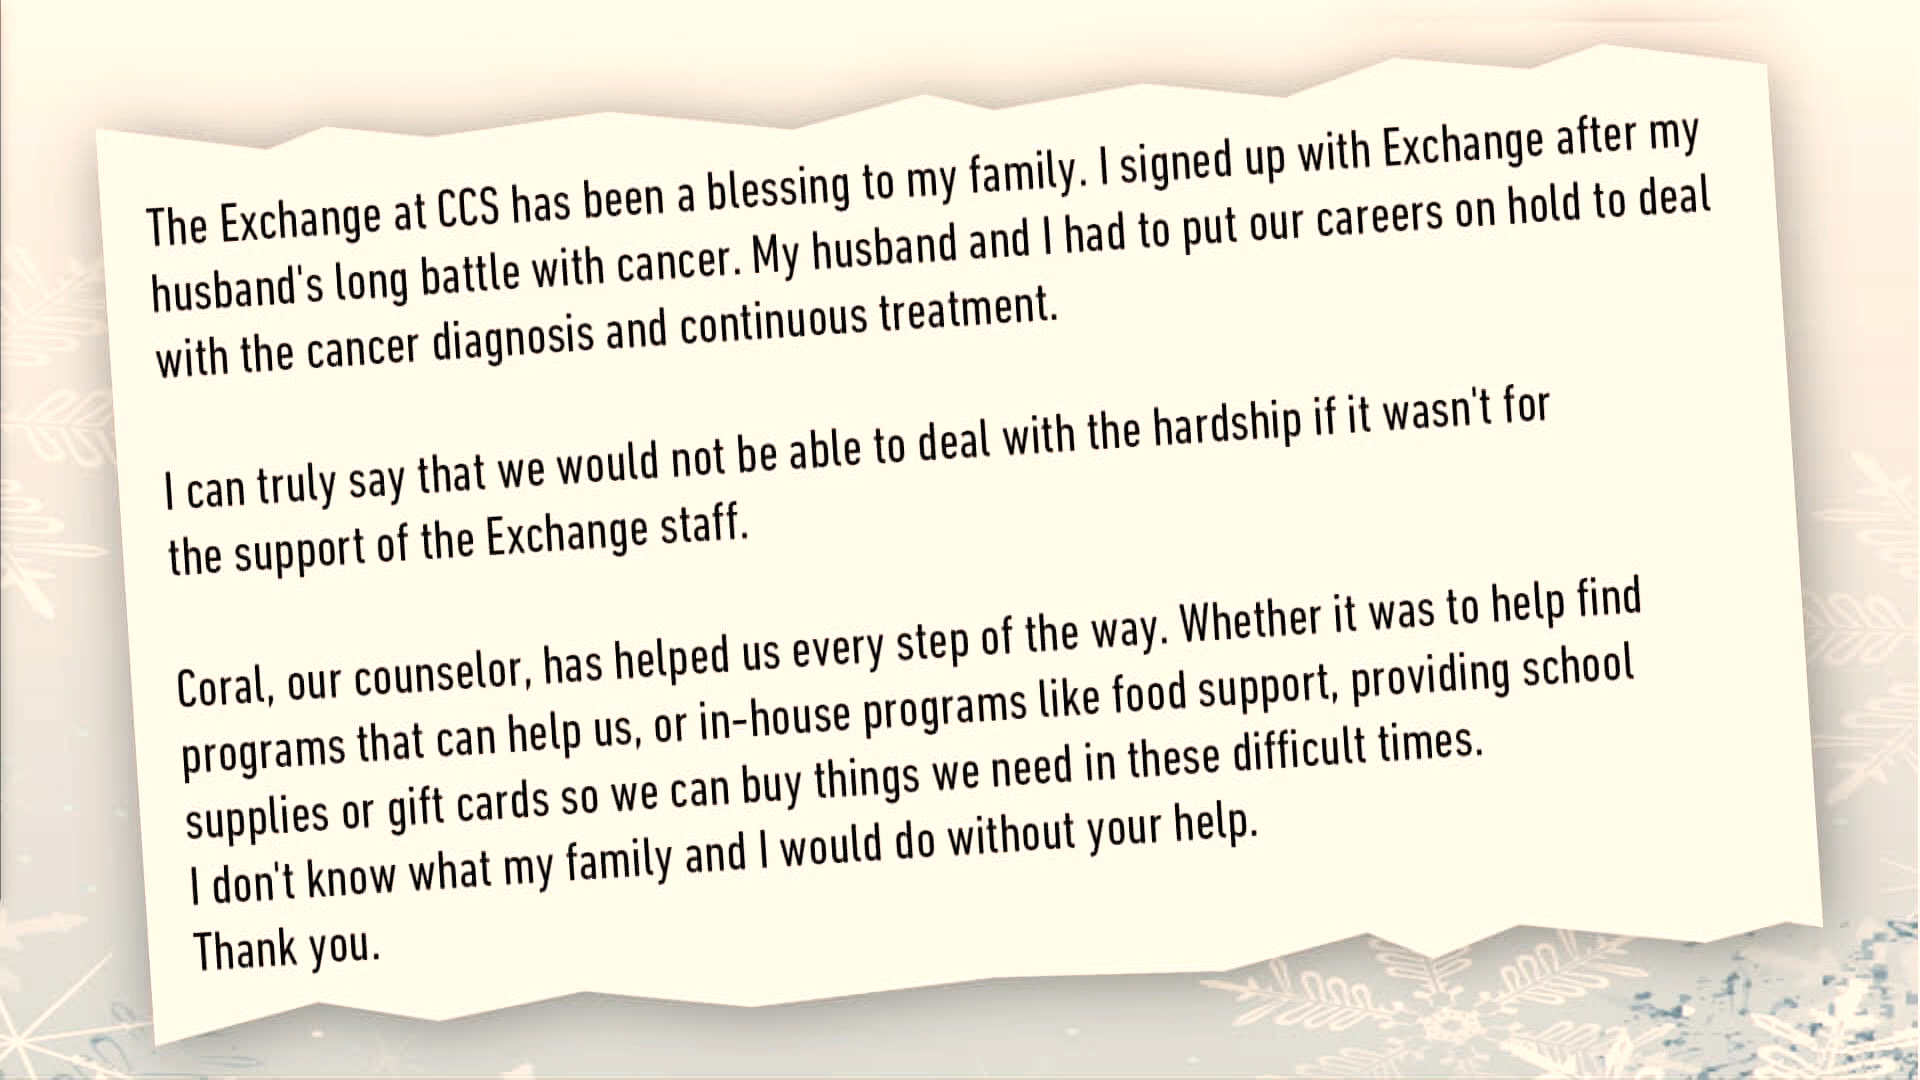 The Exchange at CCS has been a blessing to my family. I signed up with Exchange after my
husband's long battle with cancer. My husband and I had to put our careers on hold to deal
with the cancer diagnosis and continuous treatment.
I can truly say that we would not be able to deal with the hardship if it wasn't for
the support of the Exchange staff.
Coral, our counselor, has helped us every step of the way. Whether it was to help find
programs that can help us, or in-house programs like food support, providing school
supplies or gift cards so we can buy things we need in these difficult times.
I don't know what my family and I would do without your help.
Thank you.